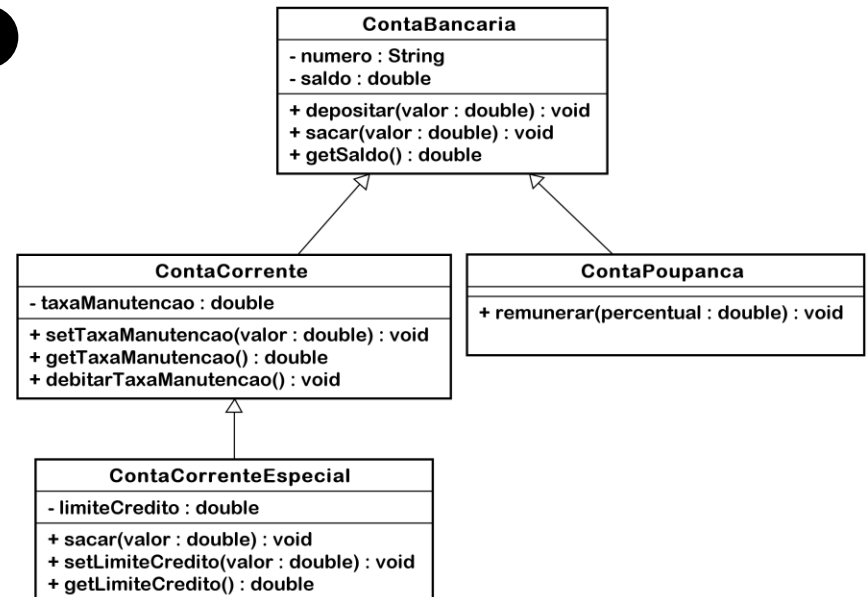 ContaBancaria
- numero : String
- saldo : double
+ depositar(valor : double) : void
+ sacar(valor : double) : void
+ getSaldo() : double
ContaCorrente
- taxaManutencao : double
+ setTaxaManutencao(valor : double) : void
+ getTaxaManutencao() : double
+ debitarTaxaManutencao() : void
ContaPoupanca
+ remunerar(percentual : double) : void
ContaCorrenteEspecial
- limiteCredito : double
+ sacar(valor : double) : void
+ setLimiteCredito(valor : double) : void
+ getLimiteCredito() : double